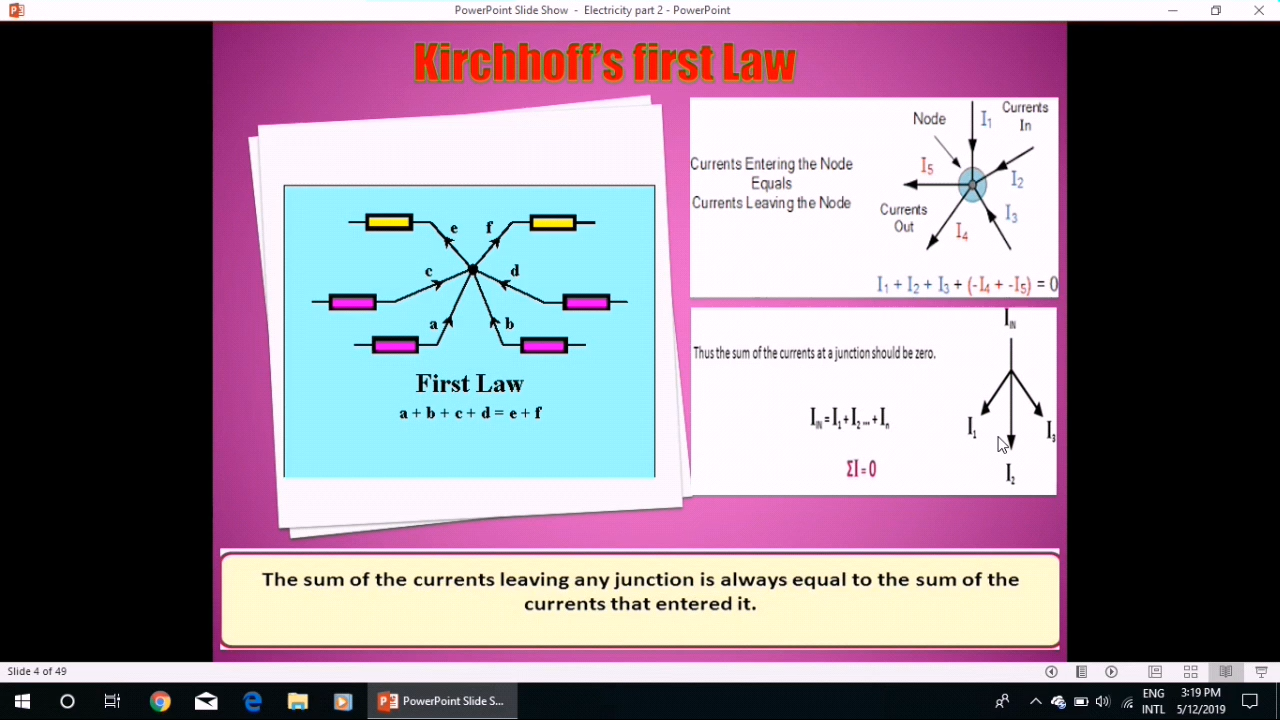 PowerPoint Slide Show - Electricity part 2 - PowerPoint
Kirchhoff's first Law
e f
c d
a b
First Law
a + b + c + d = e + f
Currents Entering the Node
Equals
Currents Leaving the Node
Node
Currents
In
I₁
I₅
I₂
Currents
Out
I₃
I₄
I₁ + I₂ + I₃ + (-I₄ + -I₅) = 0
Thus the sum of the currents at a junction should be zero.
I_IN = I₁ + I₂ ... + Iₙ
ΣI = 0
I_IN
I₁
I₃
I₂
The sum of the currents leaving any junction is always equal to the sum of the
currents that entered it.
Slide 4 of 49
PowerPoint Slide S...
ENG
INTL
3:19 PM
5/12/2019